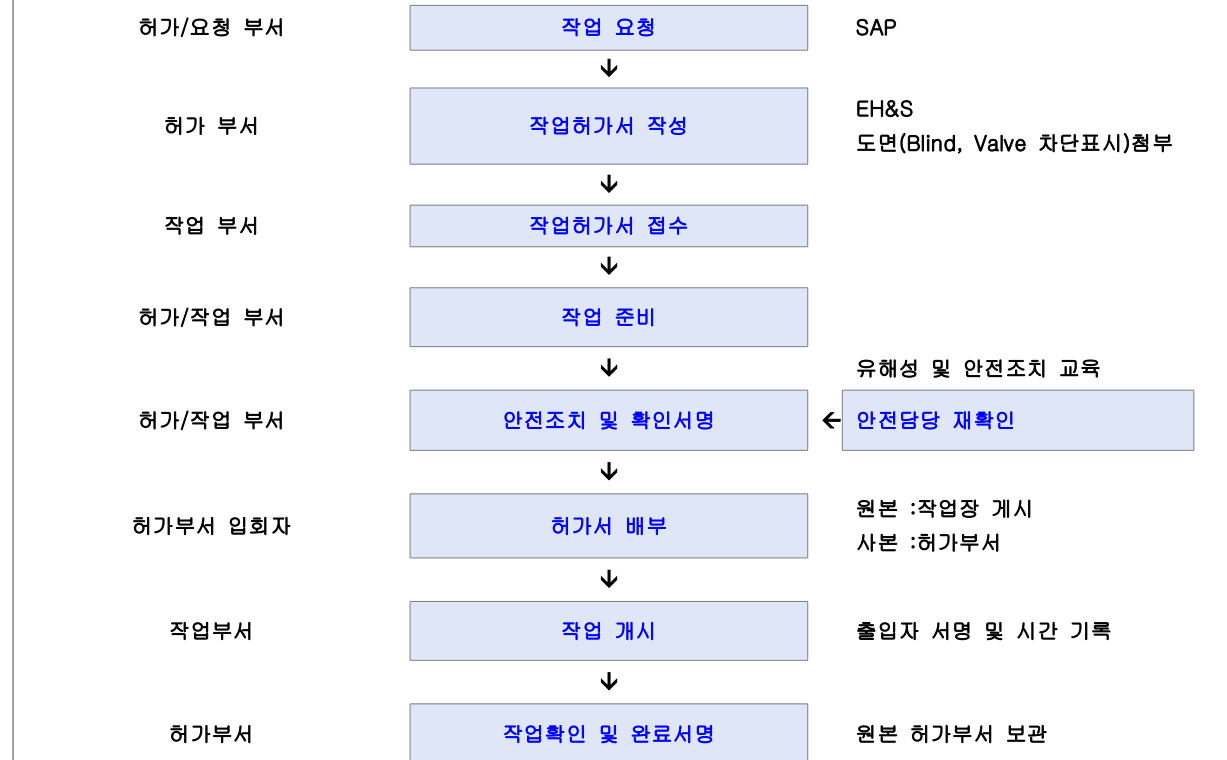 허가/요청 부서
작업 요청
SAP
허가 부서
작업허가서 작성
EH&S
도면(Blind, Valve 차단표시)첨부
작업 부서
작업허가서 접수
허가/작업 부서
작업 준비
유해성 및 안전조치 교육
허가/작업 부서
안전조치 및 확인서명
안전담당 재확인
허가부서 입회자
허가서 배부
원본 :작업장 게시
사본 :허가부서
작업부서
작업 개시
출입자 서명 및 시간 기록
허가부서
작업확인 및 완료서명
원본 허가부서 보관